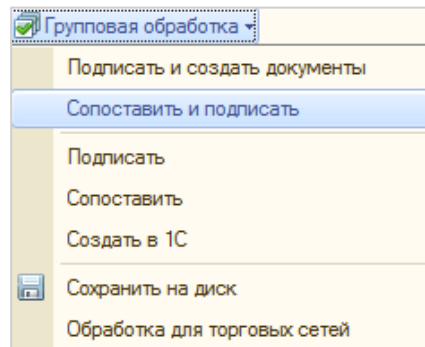 Групповая обработка
Подписать и создать документы
Сопоставить и подписать
Подписать
Сопоставить
Создать в 1С
Сохранить на диск
Обработка для торговых сетей